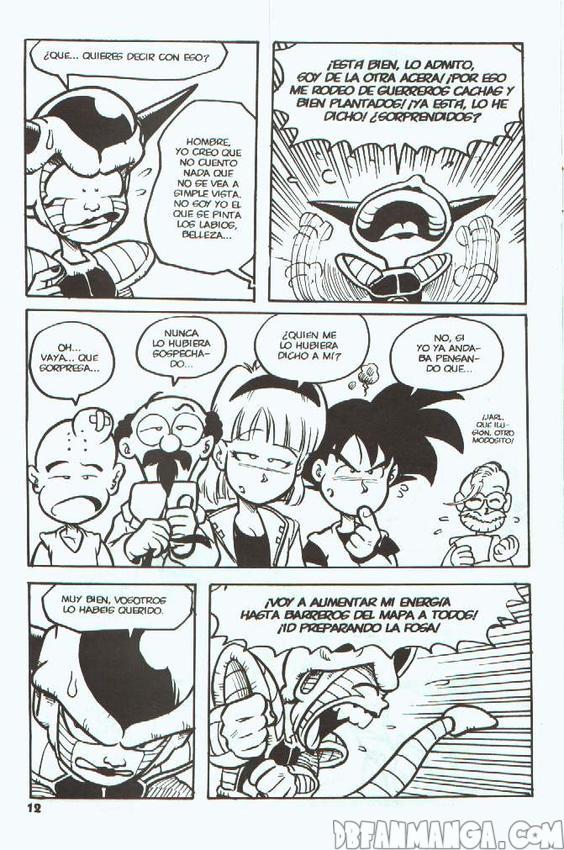 ¿QUE... QUIERES DECIR CON ESO?
HOMBRE,
YO CREO QUE
NO CUENTO
NADA QUE
NO SE VEA A
SIMPLE VISTA.
NO SOY YO EL
QUE SE PINTA
LOS LABIOS,
BELLEZA...
¡ESTA BIEN, LO ADMITO,
SOY DE LA OTRA ACERA! ¡POR EGO
ME RODEO DE GUERREROS CACHAS Y
BIEN PLANTADOS! ¡YA ESTA, LO HE
DICHO! ¿SORPRENDIDOS?
OH...
VAYA... QUE
SORPRESA...
NUNCA
LO HUBIERA
SOSPECHA-
DO...
¿QUIEN ME
LO HUBIERA
DICHO A MI?
NO, SI
YO YA ANDA-
BA PENSAN-
DO QUE...
¡JARL,
QUE ILU-
SION, OTRO
MODOSITO!
MUY BIEN, VOSOTROS
LO HABEIS QUERIDO.
¡VOY A AUMENTAR MI ENERGIA
HASTA BARREROS DEL MAPA A TODOS!
¡ID PREPARANDO LA FOSA!
12
DBFANMANGA.COM